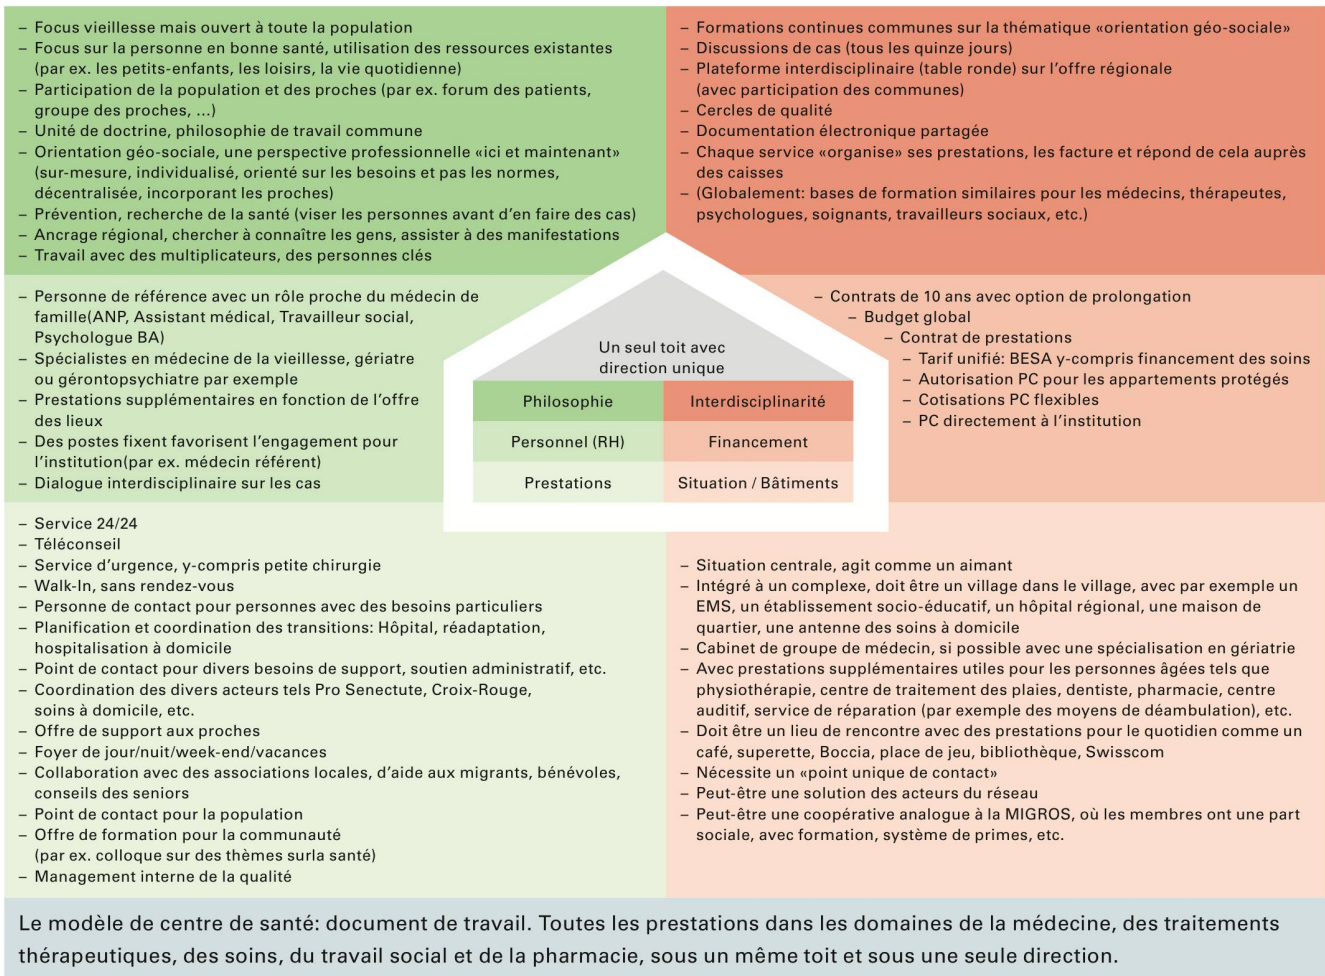 – Focus vieillesse mais ouvert à toute la population
– Focus sur la personne en bonne santé, utilisation des ressources existantes
(par ex. les petits-enfants, les loisirs, la vie quotidienne)
– Participation de la population et des proches (par ex. forum des patients,
groupe des proches, ...)
– Unité de doctrine, philosophie de travail commune
– Orientation géo-sociale, une perspective professionnelle «ici et maintenant»
(sur-mesure, individualisé, orienté sur les besoins et pas les normes,
décentralisée, incorporant les proches)
– Prévention, recherche de la santé (viser les personnes avant d'en faire des cas)
– Ancrage régional, chercher à connaître les gens, assister à des manifestations
– Travail avec des multiplicateurs, des personnes clés
– Formations continues communes sur la thématique «orientation géo-sociale»
– Discussions de cas (tous les quinze jours)
– Plateforme interdisciplinaire (table ronde) sur l'offre régionale
(avec participation des communes)
– Cercles de qualité
– Documentation électronique partagée
– Chaque service «organise» ses prestations, les facture et répond de cela auprès
des caisses
– (Globalement: bases de formation similaires pour les médecins, thérapeutes,
psychologues, soignants, travailleurs sociaux, etc.)
– Personne de référence avec un rôle proche du médecin de
famille(ANP, Assistant médical, Travailleur social,
Psychologue BA)
– Spécialistes en médecine de la vieillesse, gériatre
ou gérontopsychiatre par exemple
– Prestations supplémentaires en fonction de l'offre
des lieux
– Des postes fixent favorisent l'engagement pour
l'institution(par ex. médecin référent)
– Dialogue interdisciplinaire sur les cas
Un seul toit avec
direction unique
Philosophie
Interdisciplinarité
Personnel (RH)
Financement
Prestations
Situation / Bâtiments
– Contrats de 10 ans avec option de prolongation
– Budget global
– Contrat de prestations
– Tarif unifié: BESA y-compris financement des soins
– Autorisation PC pour les appartements protégés
– Cotisations PC flexibles
– PC directement à l'institution
– Service 24/24
– Téléconseil
– Service d'urgence, y-compris petite chirurgie
– Walk-In, sans rendez-vous
– Personne de contact pour personnes avec des besoins particuliers
– Planification et coordination des transitions: Hôpital, réadaptation,
hospitalisation à domicile
– Point de contact pour divers besoins de support, soutien administratif, etc.
– Coordination des divers acteurs tels Pro Senectute, Croix-Rouge,
soins à domicile, etc.
– Offre de support aux proches
– Foyer de jour/nuit/week-end/vacances
– Collaboration avec des associations locales, d'aide aux migrants, bénévoles,
conseils des seniors
– Point de contact pour la population
– Offre de formation pour la communauté
(par ex. colloque sur des thèmes surla santé)
– Management interne de la qualité
– Situation centrale, agit comme un aimant
– Intégré à un complexe, doit être un village dans le village, avec par exemple un
EMS, un établissement socio-éducatif, un hôpital régional, une maison de
quartier, une antenne des soins à domicile
– Cabinet de groupe de médecin, si possible avec une spécialisation en gériatrie
– Avec prestations supplémentaires utiles pour les personnes âgées tels que
physiothérapie, centre de traitement des plaies, dentiste, pharmacie, centre
auditif, service de réparation (par exemple des moyens de déambulation), etc.
– Doit être un lieu de rencontre avec des prestations pour le quotidien comme un
café, superette, Boccia, place de jeu, bibliothèque, Swisscom
– Nécessite un «point unique de contact»
– Peut-être une solution des acteurs du réseau
– Peut-être une coopérative analogue à la MIGROS, où les membres ont une part
sociale, avec formation, système de primes, etc.
Le modèle de centre de santé: document de travail. Toutes les prestations dans les domaines de la médecine, des traitements
thérapeutiques, des soins, du travail social et de la pharmacie, sous un même toit et sous une seule direction.